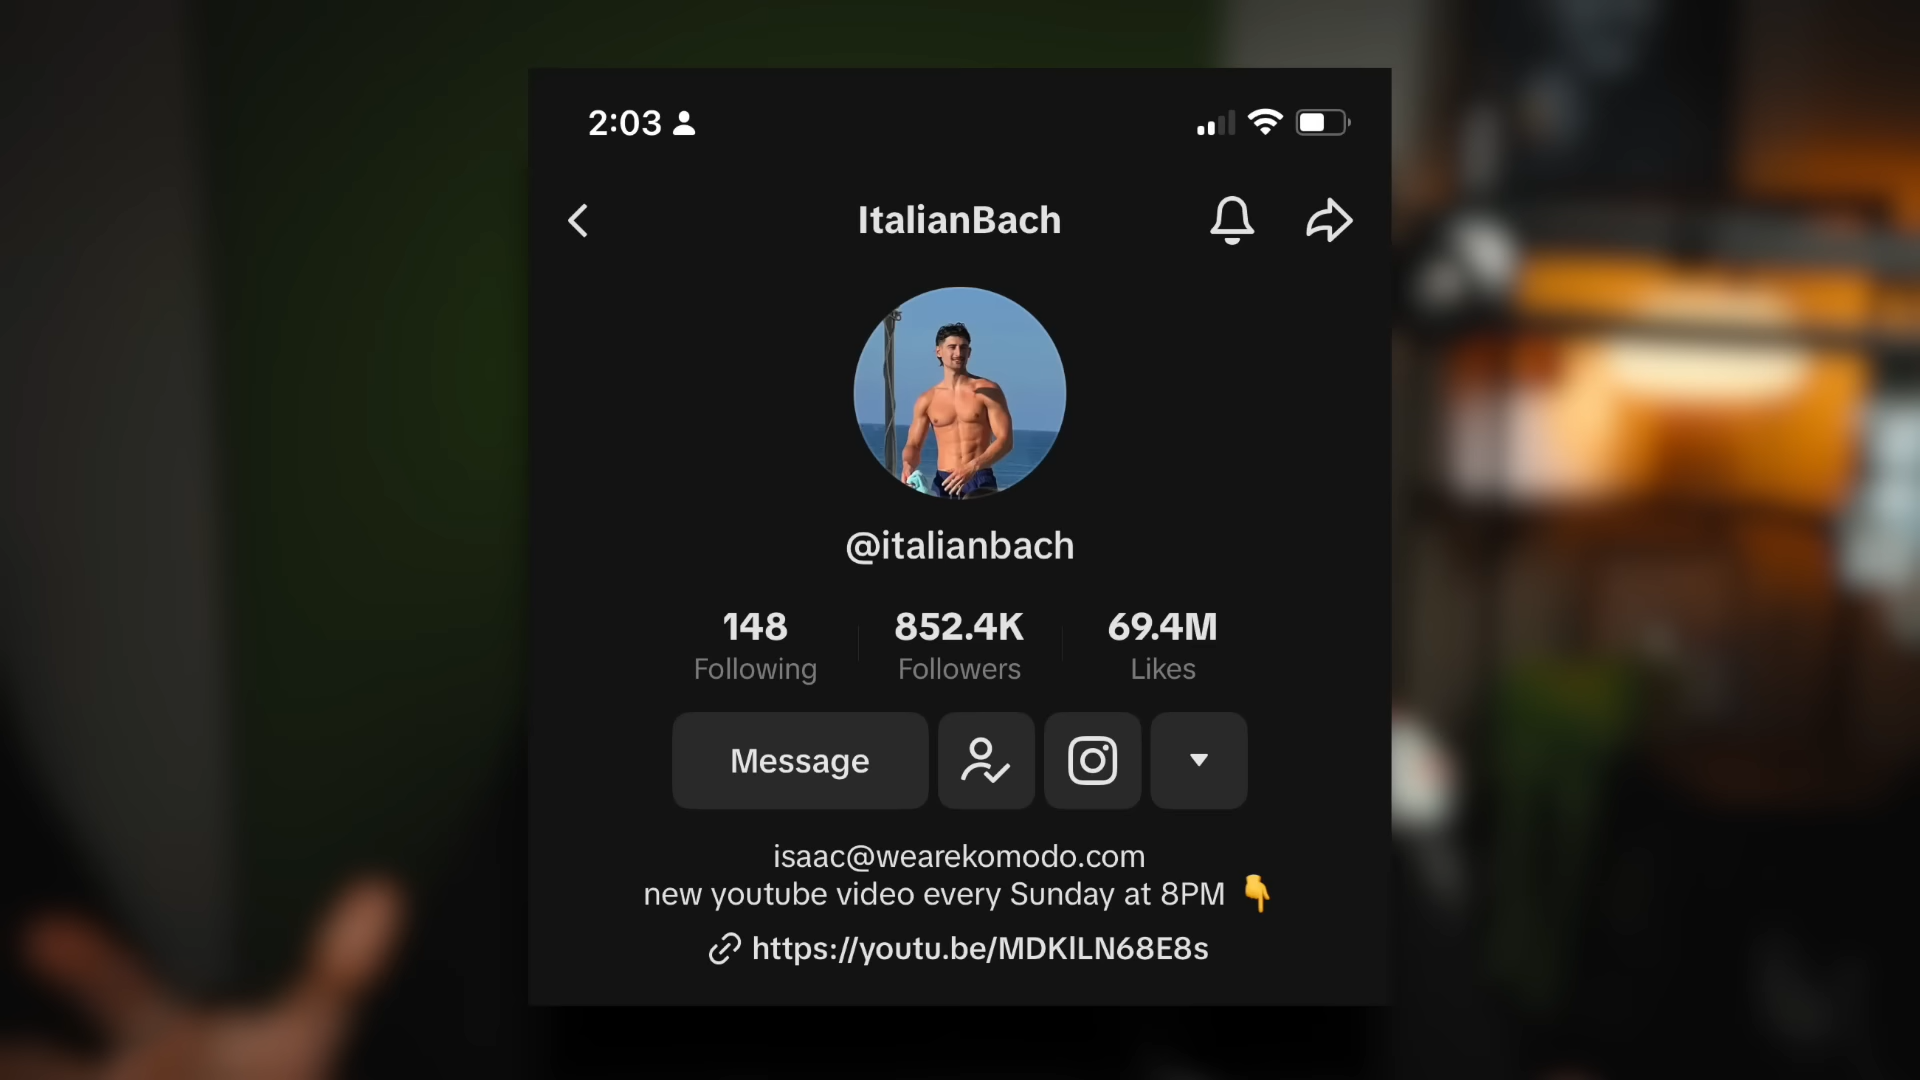 2:03
ItalianBach
@italianbach
148 852.4K 69.4M
Following Followers Likes
Message
isaac@wearekomodo.com
new youtube video every Sunday at 8PM 👇
https://youtu.be/MDKlLN68E8s